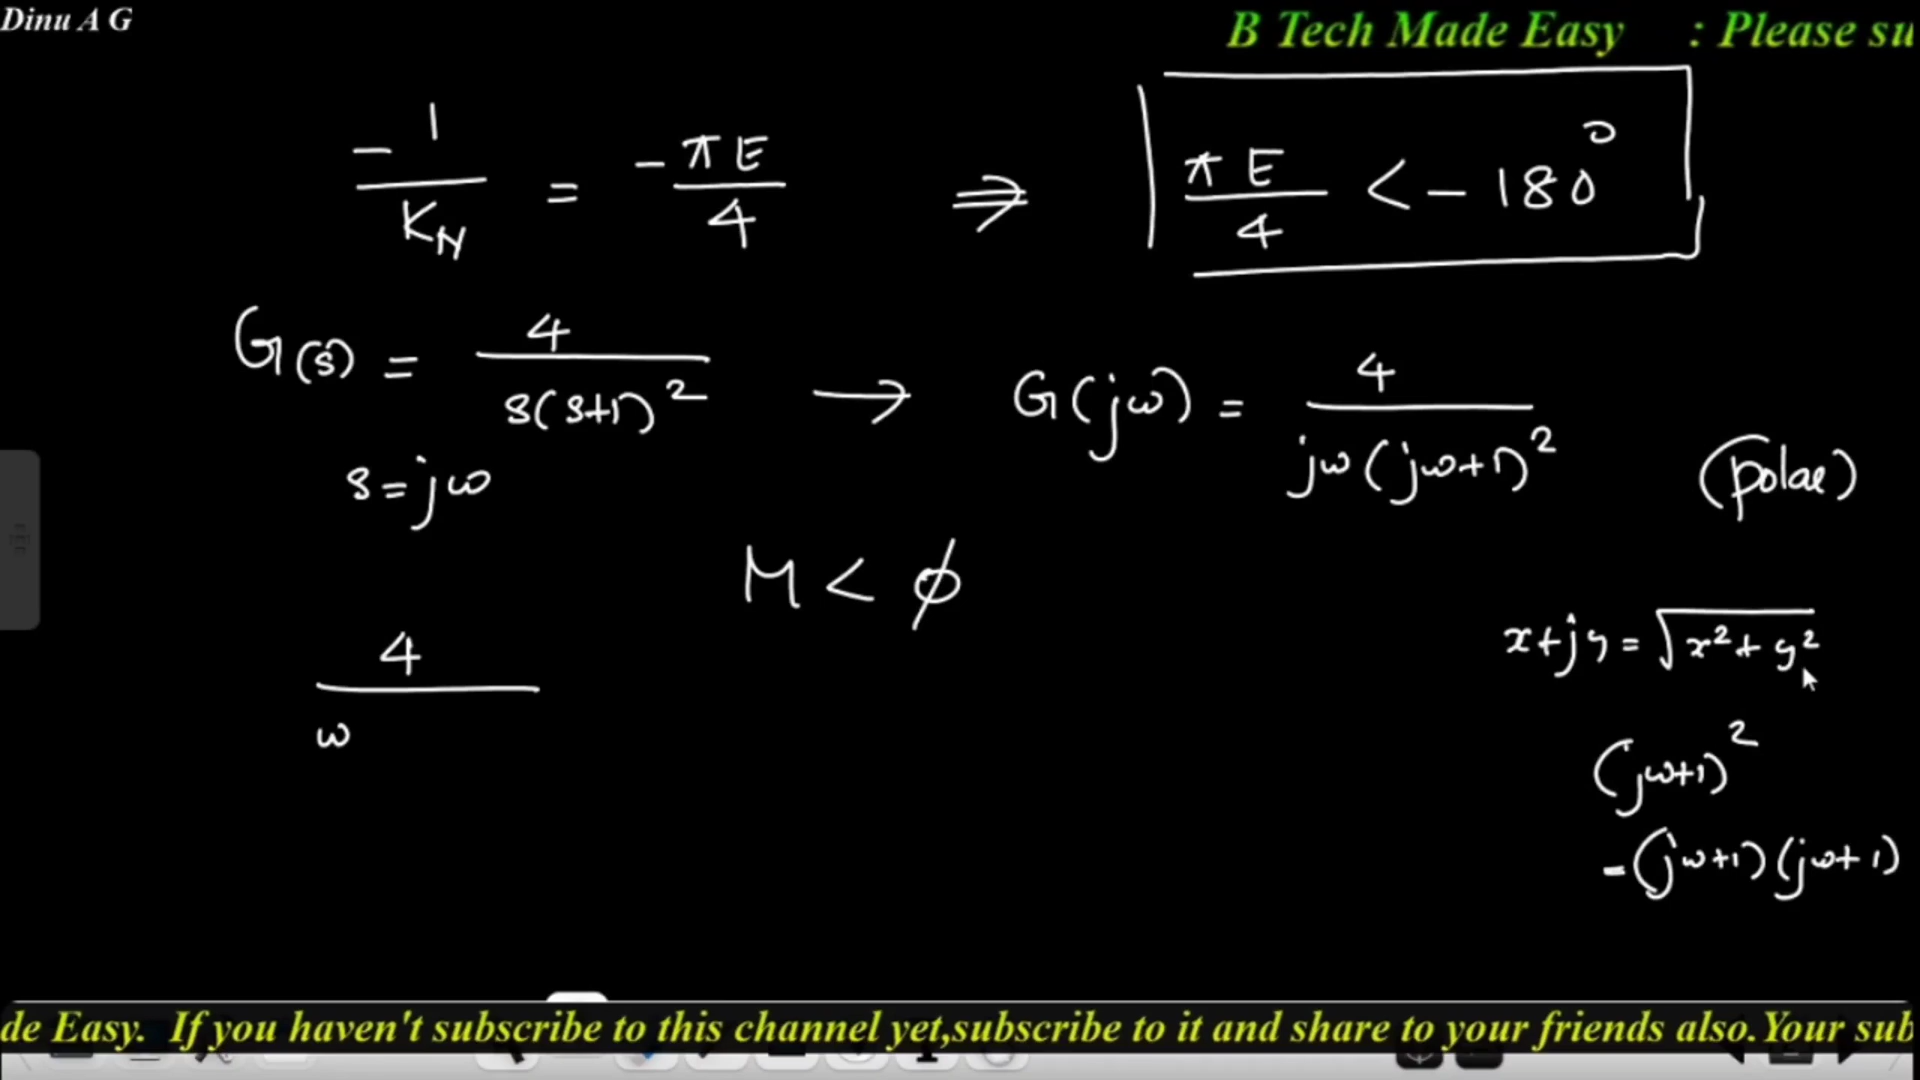 Dinu A G
B Tech Made Easy : Please su
-1/K_N = -πE/4 ⇒ πE/4 < -180°
G(s) = 4/s(s+1)² → G(jω) = 4/jω(jω+1)² (polar)
s=jω
M < ϕ
x+jy = √x²+y²
4/ω
(jω+1)²
=(jω+1)(jω+1)
de Easy. If you haven't subscribe to this channel yet,subscribe to it and share to your friends also.Your sub